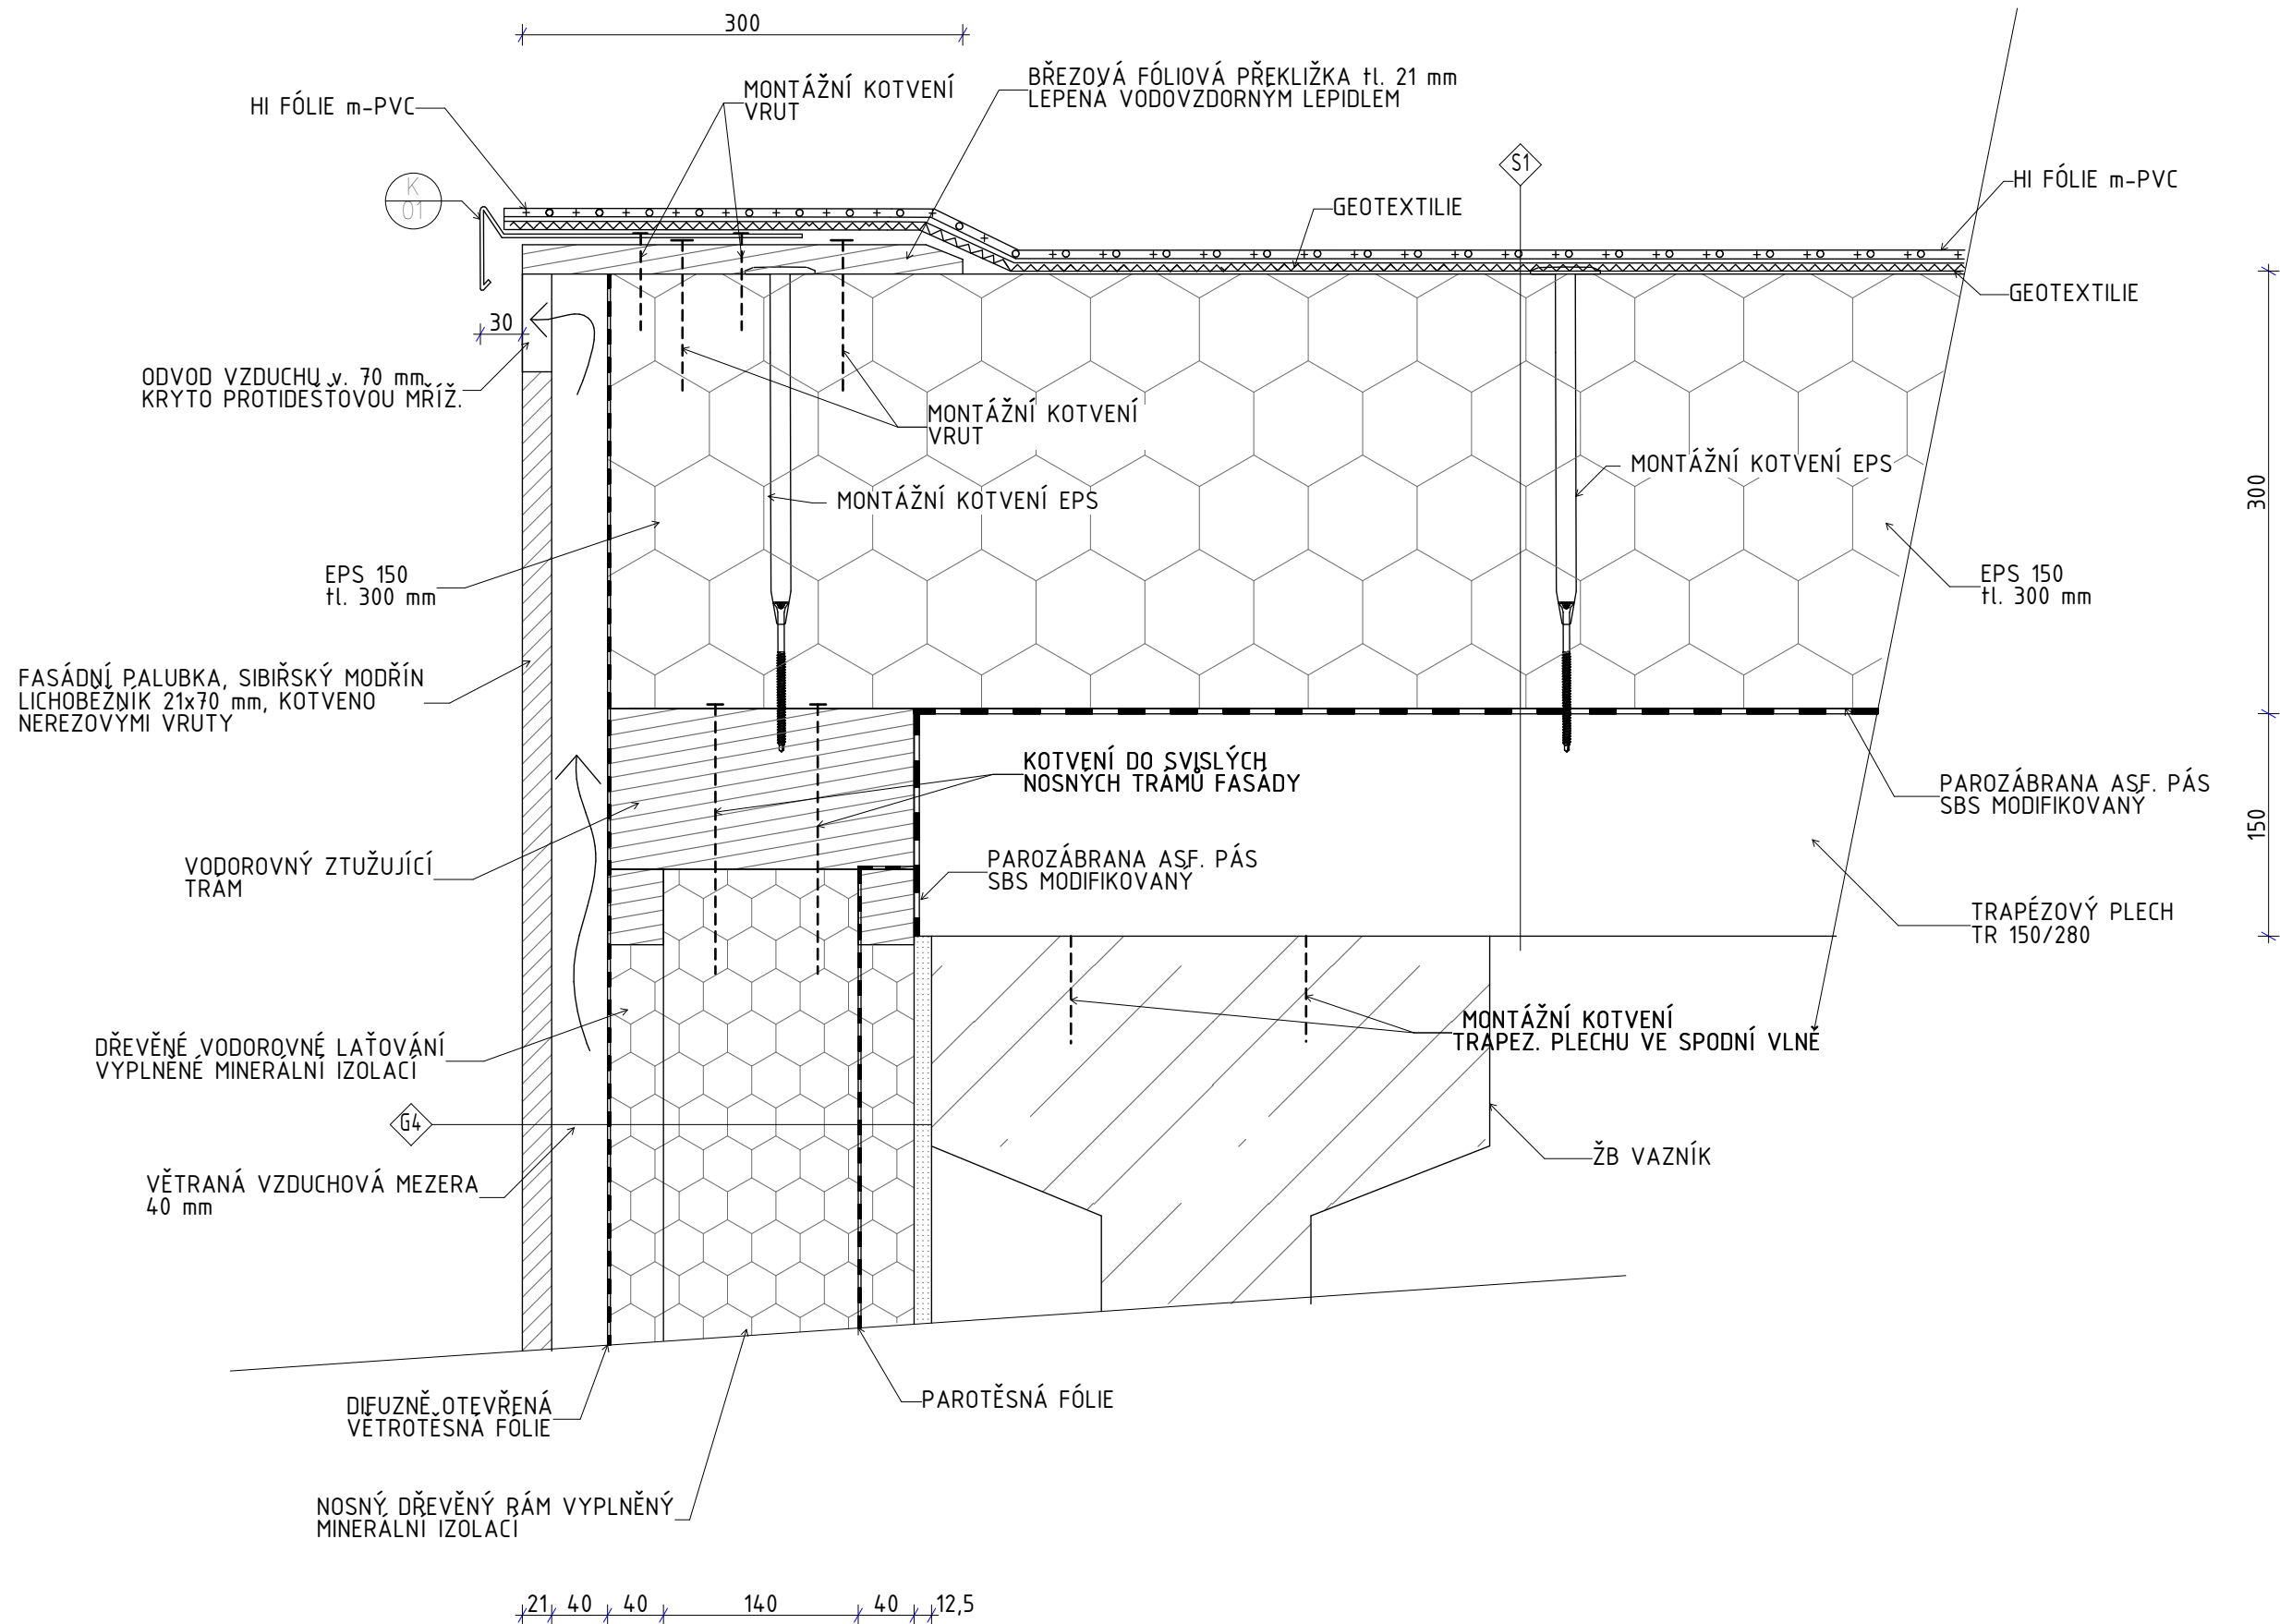 300
MONTÁŽNÍ KOTVENÍ
VRUT
BŘEZOVÁ FÓLIOVÁ PŘEKLIŽKA tl. 21 mm
LEPENÁ VODOVZDORNÝM LEPIDLEM
HI FÓLIE m-PVC
K
01
S1
HI FÓLIE m-PVC
GEOTEXTILIE
GEOTEXTILIE
30
ODVOD VZDUCHU v. 70 mm
KRYTO PROTIDEŠŤOVOU MŘÍŽ.
MONTÁŽNÍ KOTVENÍ
VRUT
MONTÁŽNÍ KOTVENÍ EPS
MONTÁŽNÍ KOTVENÍ EPS
300
EPS 150
tl. 300 mm
EPS 150
tl. 300 mm
FASÁDNÍ PALUBKA, SIBIŘSKÝ MODŘÍN
LICHOBĚŽNÍK 21x70 mm, KOTVENO
NEREZOVÝMI VRUTY
KOTVENÍ DO SVISLÝCH
NOSNÝCH TRÁMŮ FASÁDY
PAROZÁBRANA ASF. PÁS
SBS MODIFIKOVANÝ
150
VODOROVNÝ ZTUŽUJÍCÍ
TRÁM
PAROZÁBRANA ASF. PÁS
SBS MODIFIKOVANÝ
TRAPÉZOVÝ PLECH
TR 150/280
DŘEVĚNÉ VODOROVNÉ LAŤOVÁNÍ
VYPLNĚNÉ MINERÁLNÍ IZOLACÍ
MONTÁŽNÍ KOTVENÍ
TRAPEZ. PLECHU VE SPODNÍ VLNĚ
G4
ŽB VAZNÍK
VĚTRANÁ VZDUCHOVÁ MEZERA
40 mm
DIFUZNĚ OTEVŘENÁ
VĚTROTĚSNÁ FÓLIE
PAROTĚSNÁ FÓLIE
NOSNÝ DŘEVĚNÝ RÁM VYPLNĚNÝ
MINERÁLNÍ IZOLACÍ
21 40 40 140 40 12,5